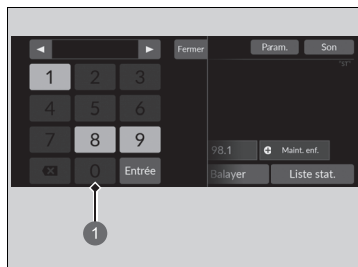 Fermer Param. Son
"ST"
1 2 3
4 5 6
7 8 9
98.1 Maint. enf.
0 Entrée Balayer Liste stat.
1